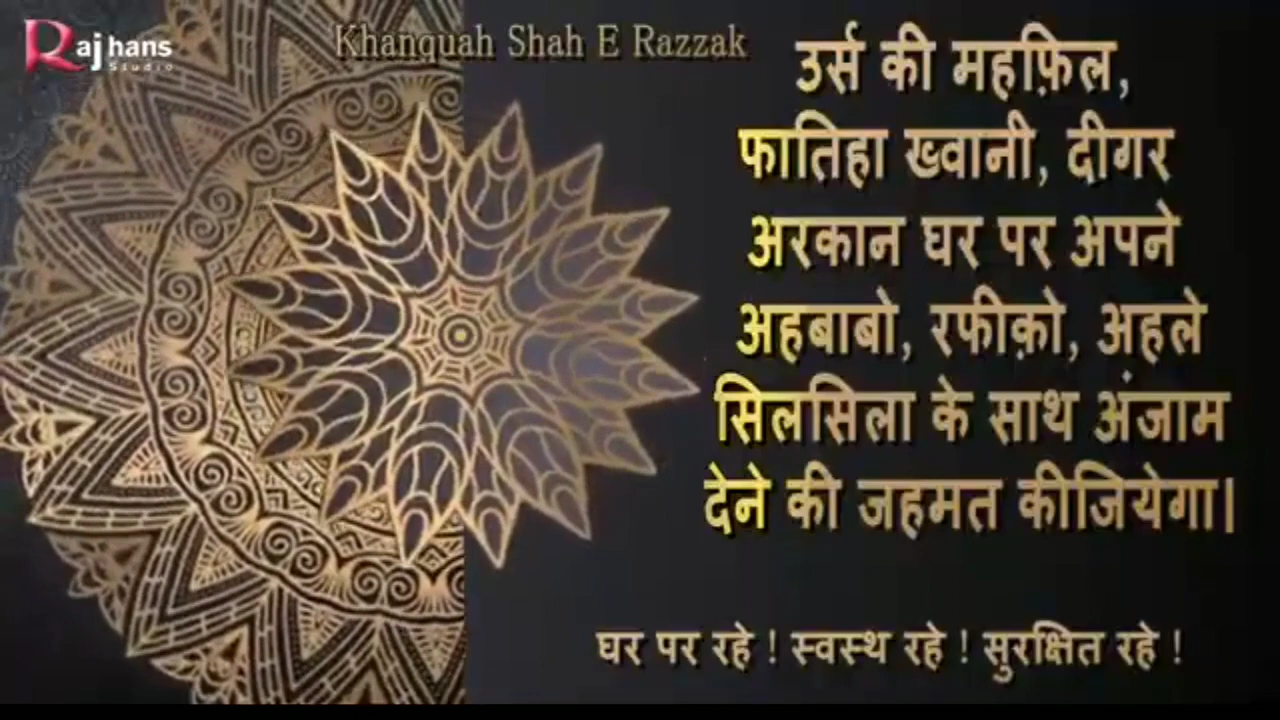 Rajhans
Studio
Khanquah Shah E Razzak
उर्स की महफ़िल,
फातिहा ख्वानी, दीगर
अरकान घर पर अपने
अहबाबो, रफीक़ो, अहले
सिलसिला के साथ अंजाम
देने की जहमत कीजियेगा|
घर पर रहे ! स्वस्थ रहे ! सुरक्षित रहे !